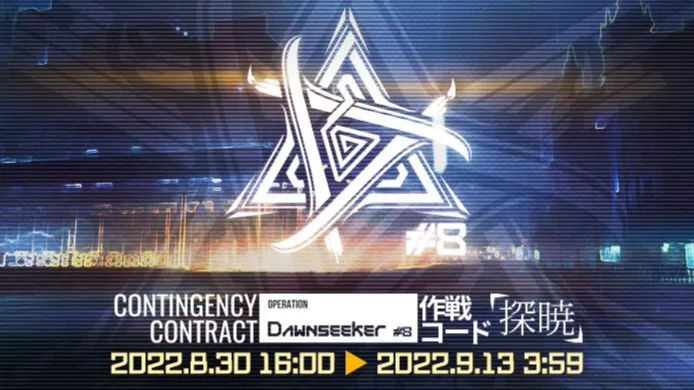 #8
CONTINGENCY CONTRACT
OPERATION
DAWNSEEKER #8
作戦コード「探暁」
2022.8.30 16:00 ▶ 2022.9.13 3:59